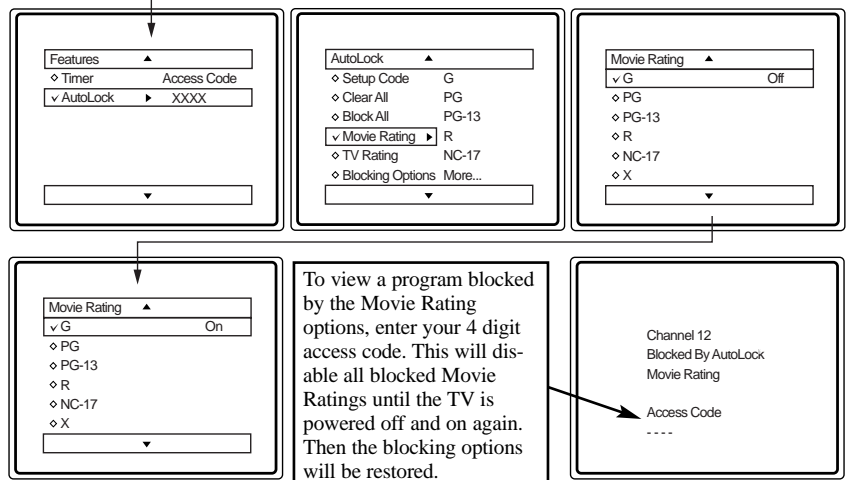 Features
Timer Access Code
AutoLock XXXX
AutoLock
Setup Code G
Clear All PG
Block All PG-13
Movie Rating R
TV Rating NC-17
Blocking Options More...
Movie Rating
G Off
PG
PG-13
R
NC-17
X
Movie Rating
G On
PG
PG-13
R
NC-17
X
To view a program blocked
by the Movie Rating
options, enter your 4 digit
access code. This will dis-
able all blocked Movie
Ratings until the TV is
powered off and on again.
Then the blocking options
will be restored.
Channel 12
Blocked By AutoLock
Movie Rating
Access Code
- - - -